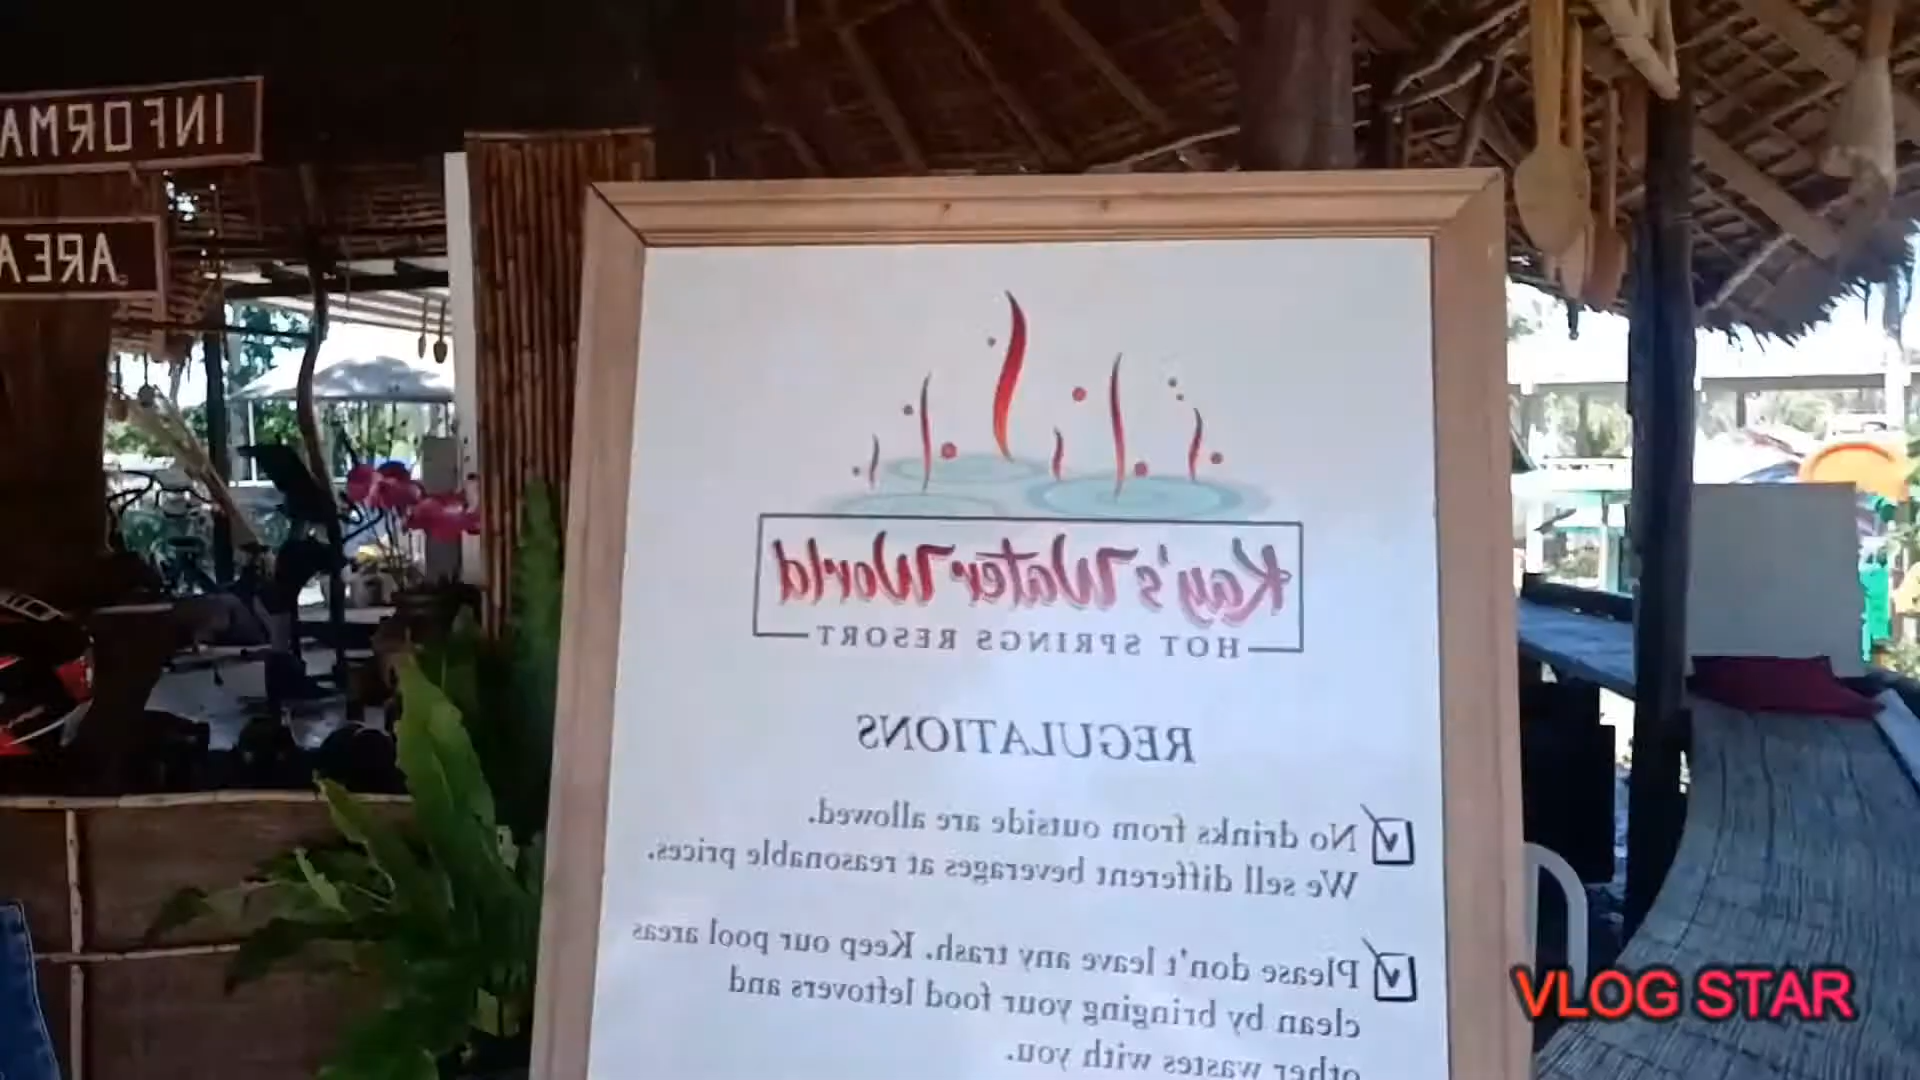 INFORMA
AREA
Kay's Water World
HOT SPRINGS RESORT
REGULATIONS
No drinks from outside are allowed.
We sell different beverages at reasonable prices.
Please don't leave any trash. Keep our pool areas
clean by bringing your food leftovers and
other wastes with you.
VLOG STAR